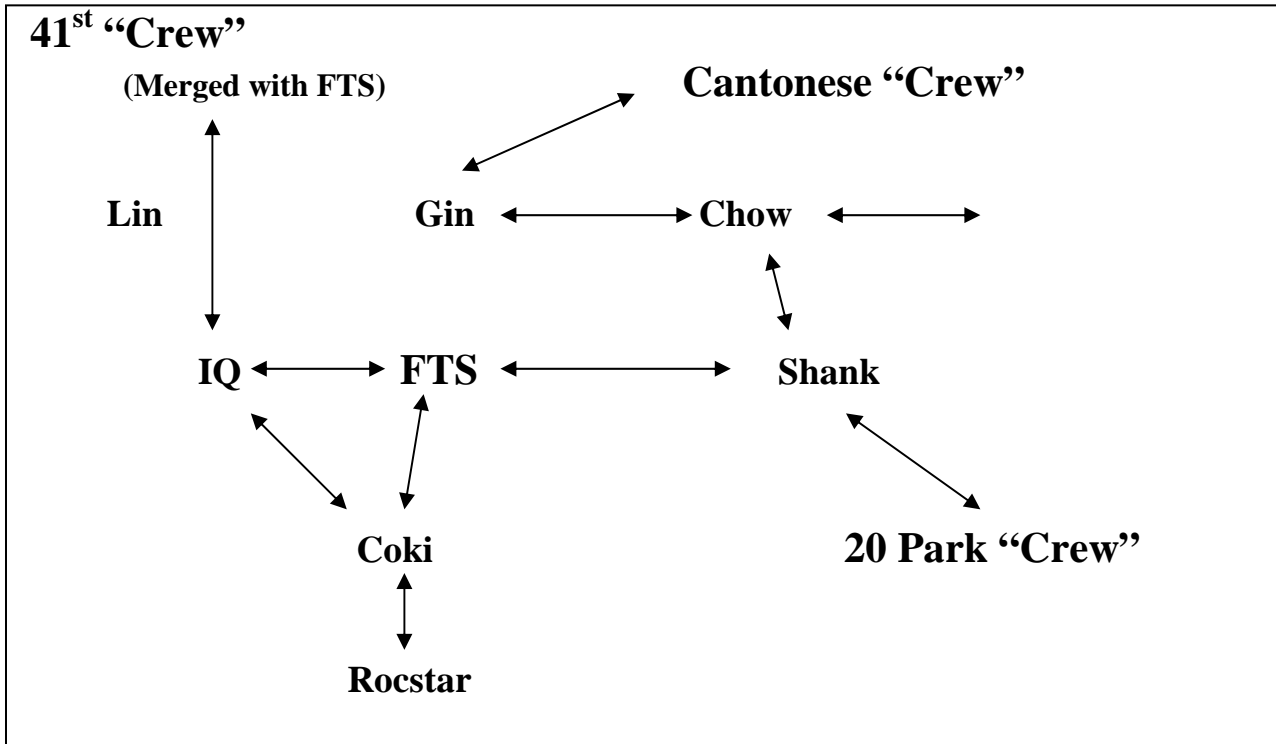 41st “Crew”
(Merged with FTS)
Cantonese “Crew”
Lin
Gin
Chow
IQ
FTS
Shank
Coki
20 Park “Crew”
Rocstar